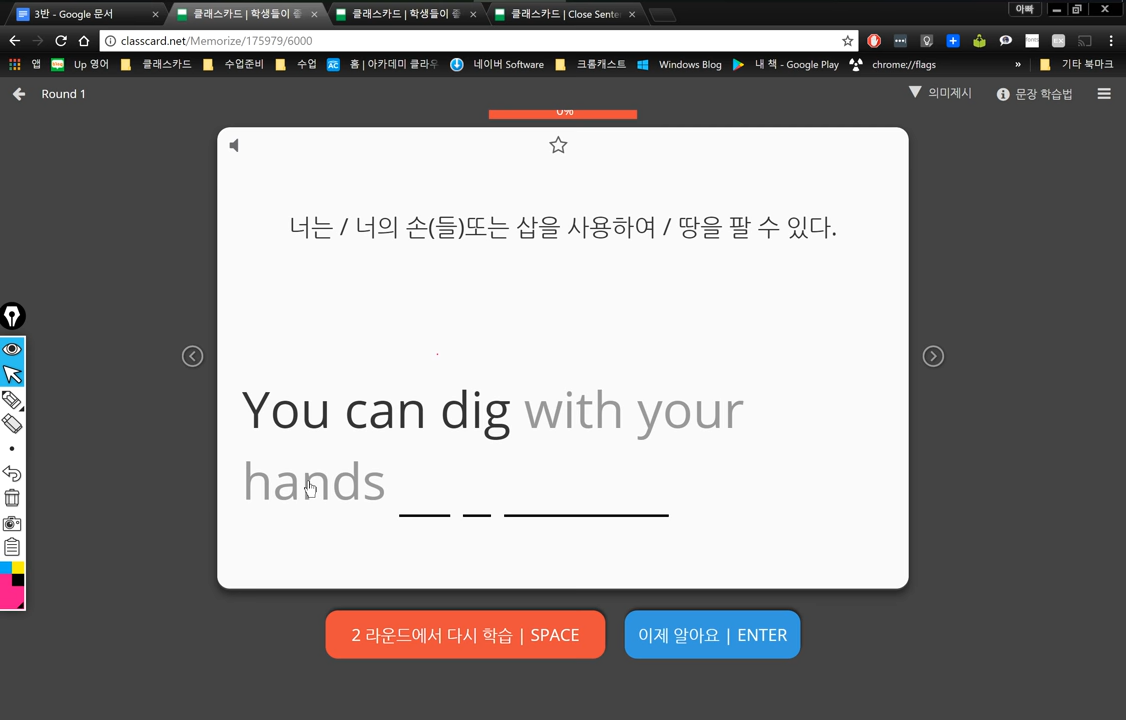 3반 - Google 문서
클래스카드 | 학생들이 즐
클래스카드 | 학생들이 즐
클래스카드 | Close Sente
아빠
classcard.net/Memorize/175979/6000
앱
Up 영어
클래스카드
수업준비
수업
홈 | 아카데미 클라우
네이버 Software
크롬캐스트
Windows Blog
내 책 - Google Play
chrome://flags
»
기타 북마크
Round 1
의미제시
문장 학습법
0%
너는 / 너의 손(들)또는 삽을 사용하여 / 땅을 팔 수 있다.
You can dig with your
hands
2 라운드에서 다시 학습 | SPACE
이제 알아요 | ENTER